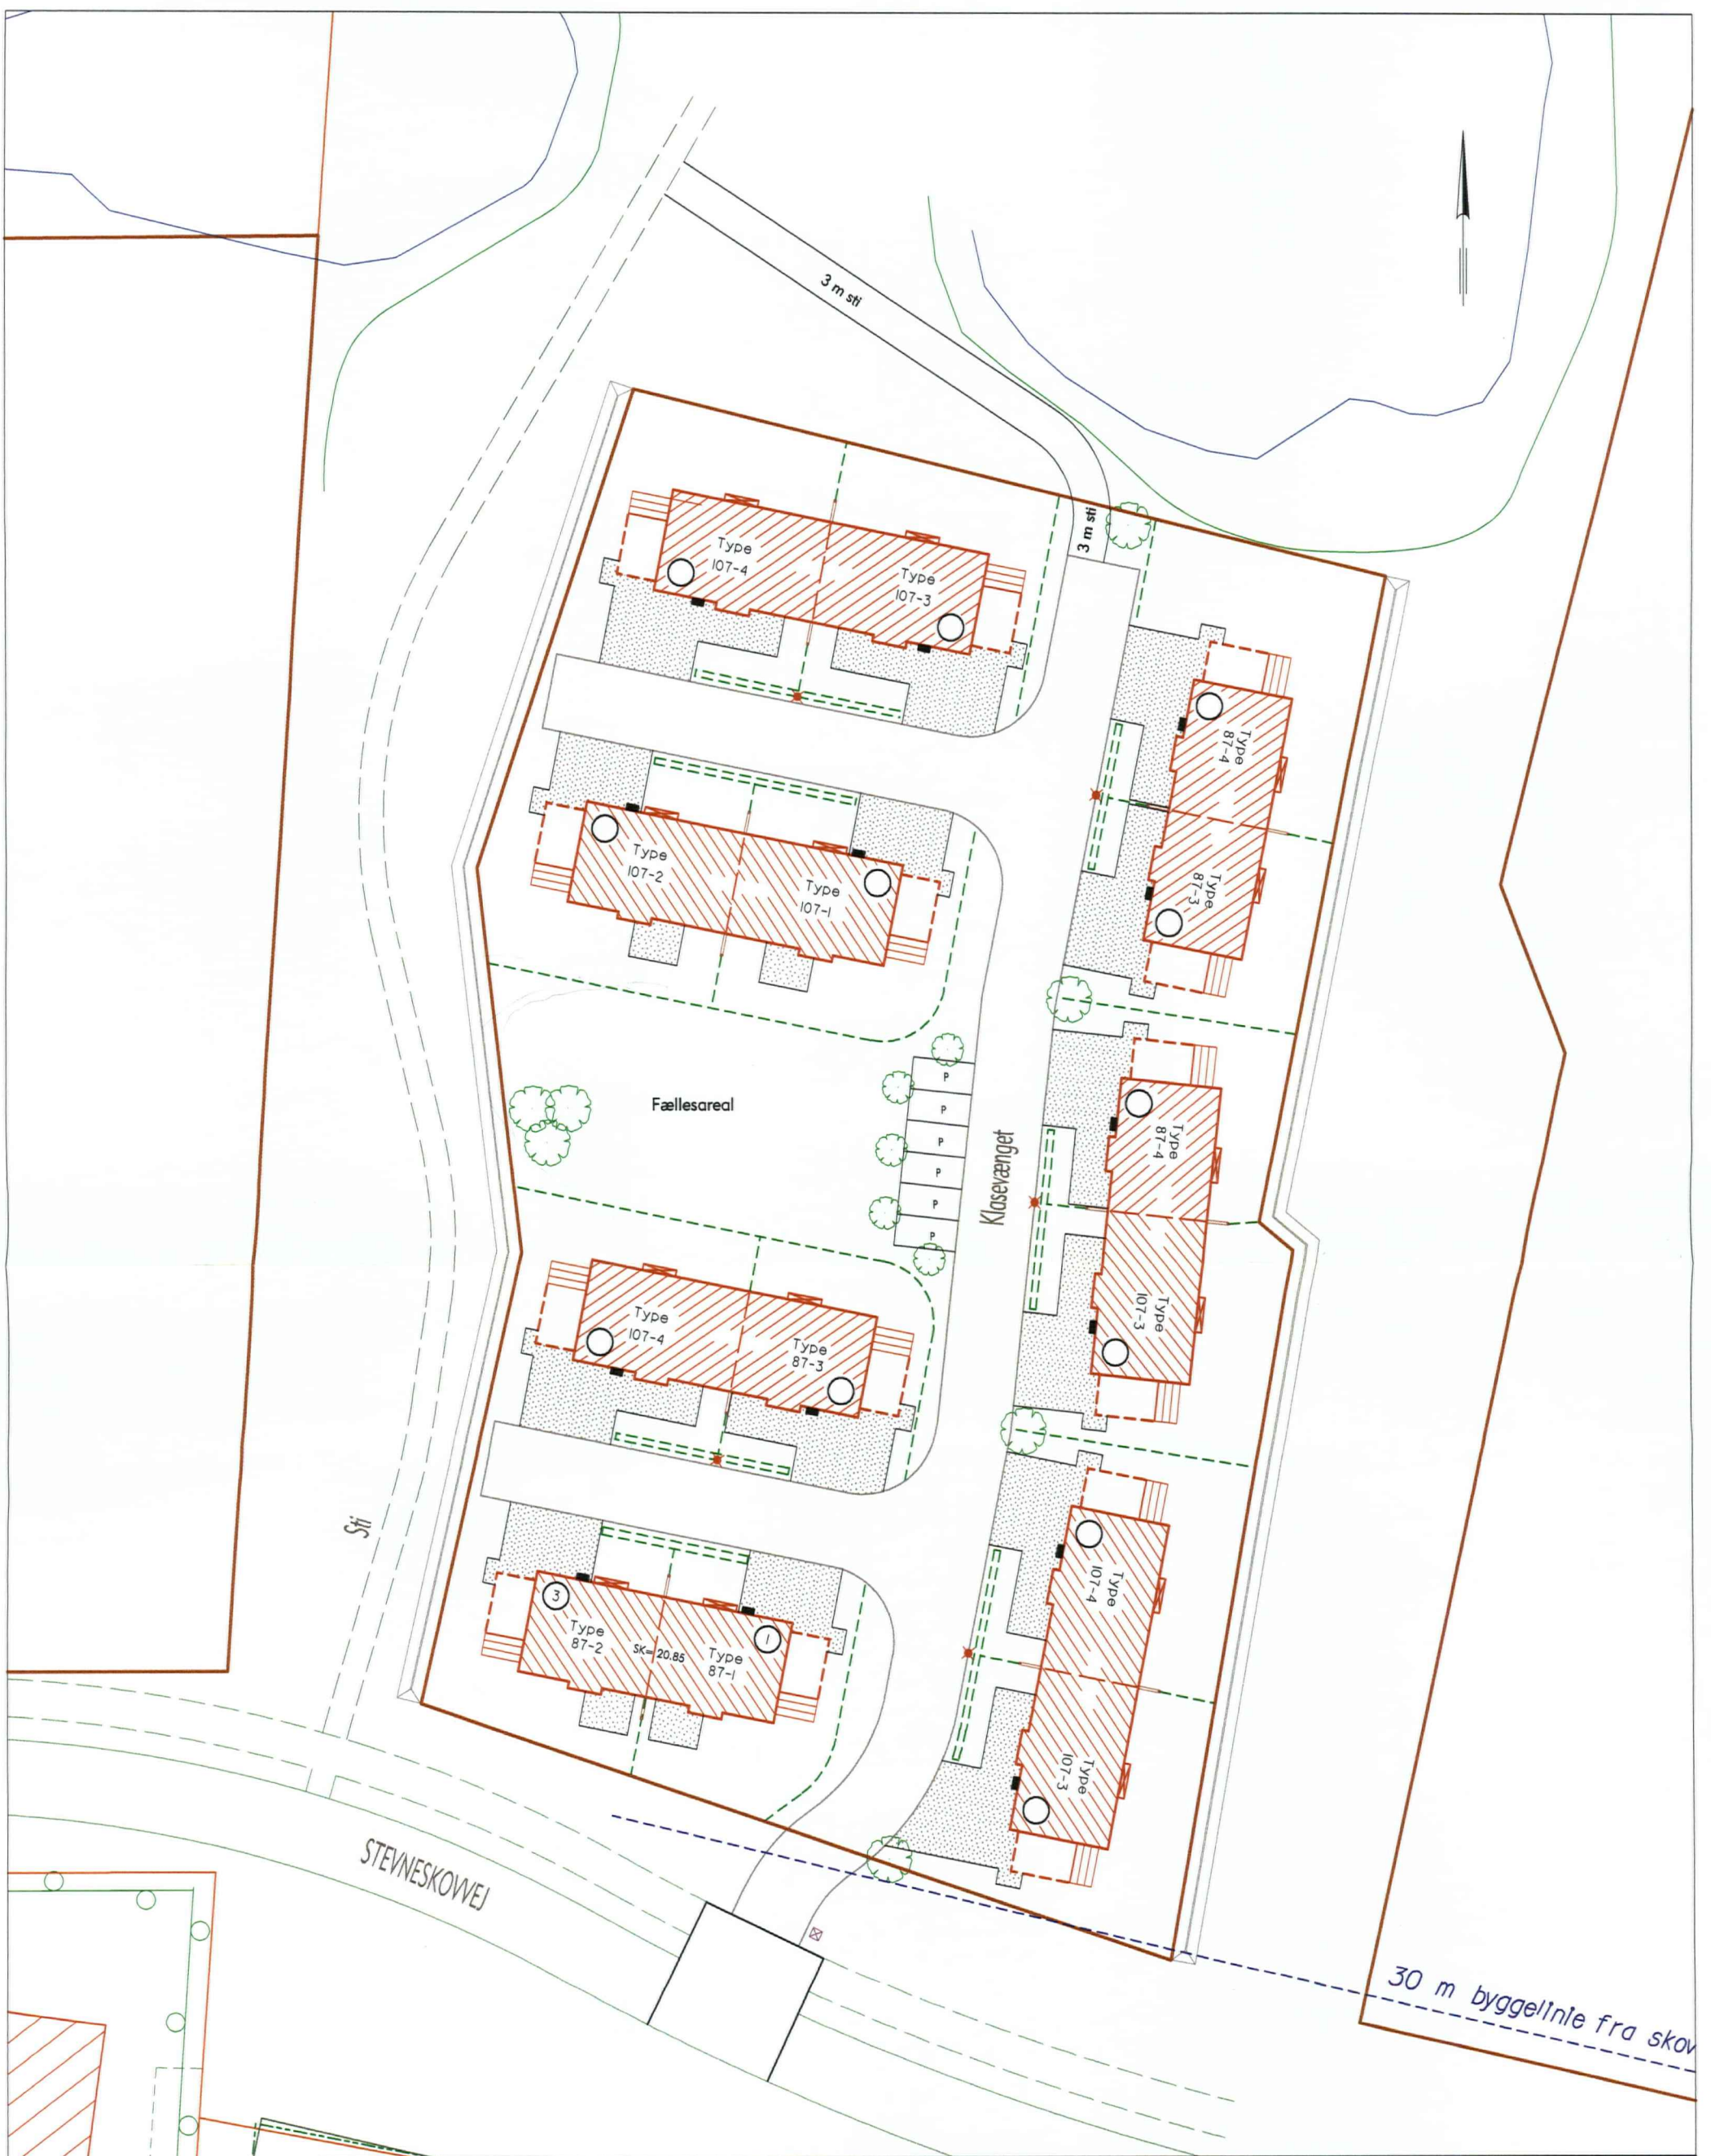 3 m sti
3 m sti
Type
107-4
Type
107-3
Type
87-4
Type
87-3
Type
107-2
Type
107-1
Fællesareal
P
P
P
P
P
P
Klasevænget
Type
87-4
Type
107-3
Type
107-4
Type
87-3
Sti
3
Type
87-2
SK= 20.85
Type
87-1
1
Type
107-4
Type
107-3
STEVNESKOVVEJ
30 m byggelinie fra skov